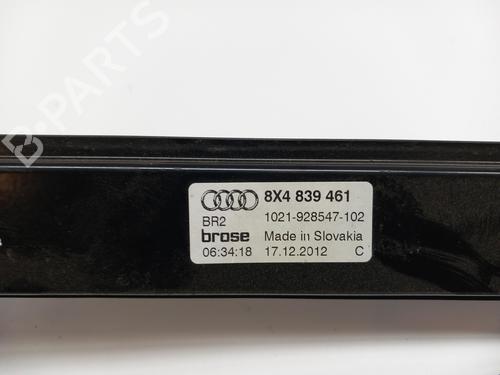 B-PARTS
8X4 839 461
BR2 1021-928547-102
brose Made in Slovakia
06:34:18 17.12.2012 C